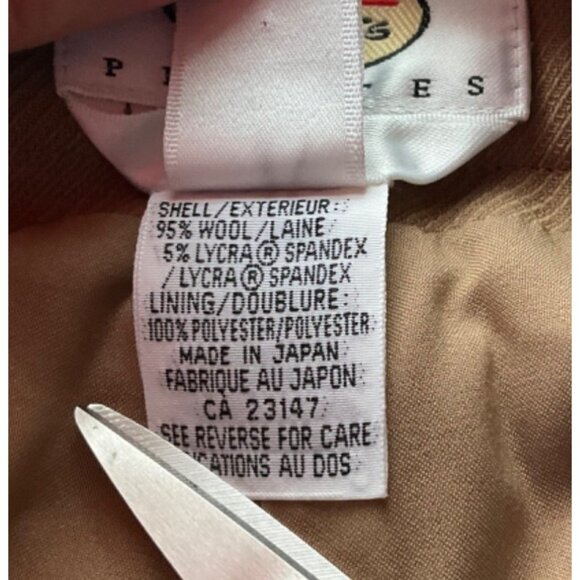 P
T E S
SHELL/EXTERIEUR:
95% WOOL/LAINE
5% LYCRA® SPANDEX
/LYCRA® SPANDEX
LINING/DOUBLURE:
100% POLYESTER/POLYESTER
MADE IN JAPAN
FABRIQUE AU JAPON
CA 23147
SEE REVERSE FOR CARE
CATIONS AU DOS